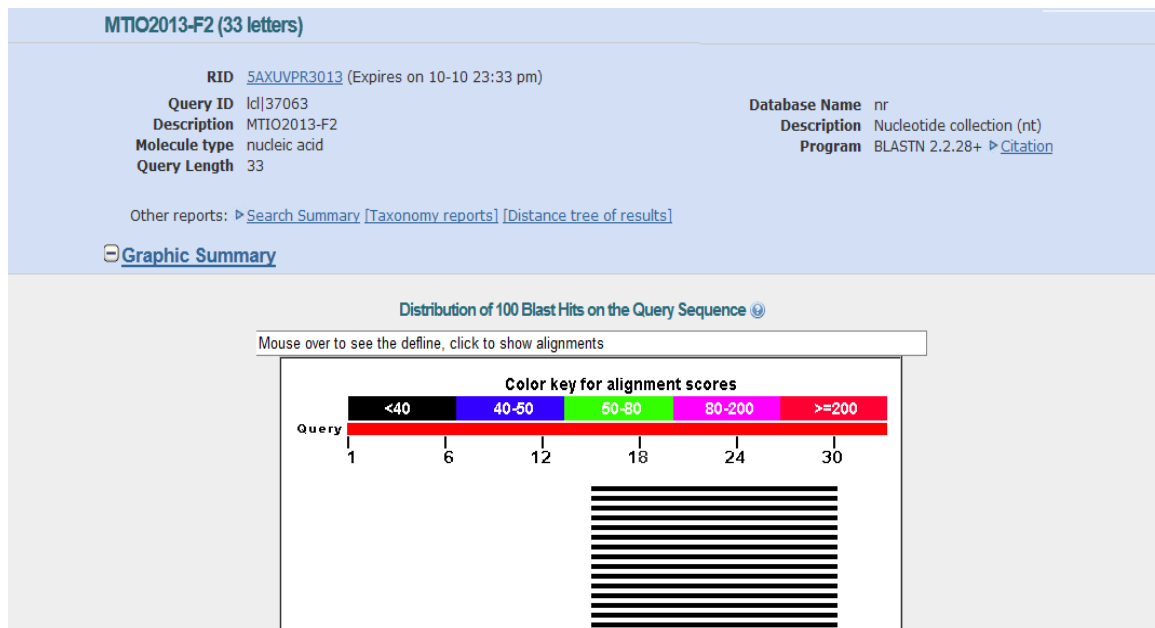 MTIO2013-F2 (33 letters)
RID 5AXUVPR3013 (Expires on 10-10 23:33 pm)
Query ID lcl|37063
Description MTIO2013-F2
Molecule type nucleic acid
Query Length 33
Database Name nr
Description Nucleotide collection (nt)
Program BLASTN 2.2.28+ Citation
Other reports: Search Summary [Taxonomy reports] [Distance tree of results]
Graphic Summary
Distribution of 100 Blast Hits on the Query Sequence
Mouse over to see the defline, click to show alignments
Color key for alignment scores
<40 40-50 50-80 80-200 >=200
Query
1 6 12 18 24 30